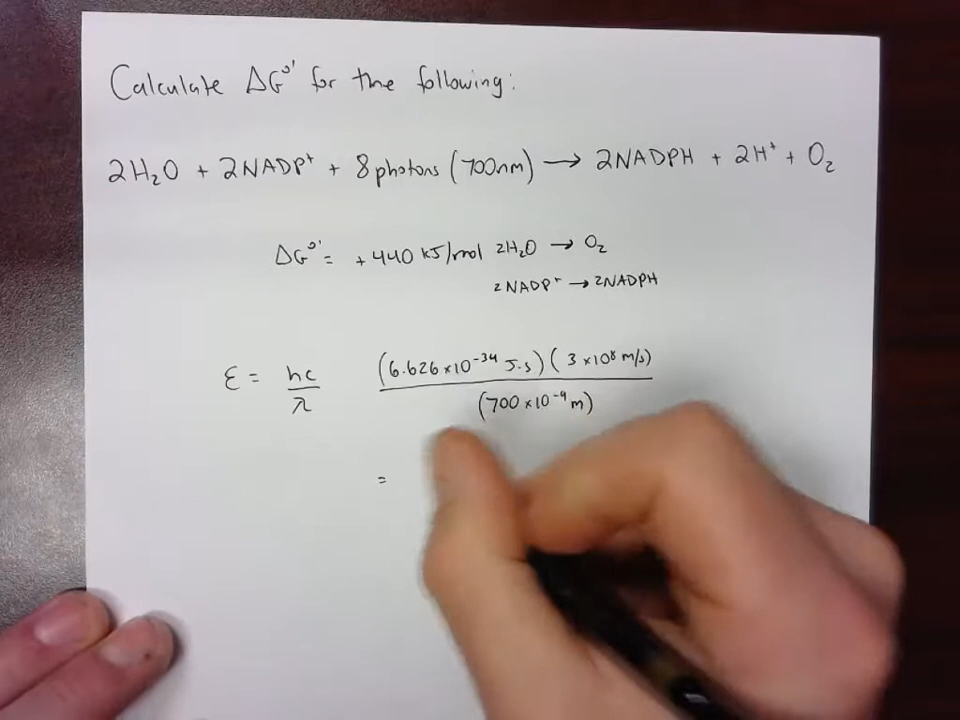 Calculate ΔG°' for the following:
2H₂O + 2NADP⁺ + 8 photons (700nm) → 2NADPH + 2H⁺ + O₂
ΔG°' = + 440 kJ/mol 2H₂O → O₂
2NADP⁺ → 2NADPH
ε = hc/λ (6.626 x 10⁻³⁴ J·s) (3 x 10⁸ m/s)
(700 x 10⁻⁹ m)
=